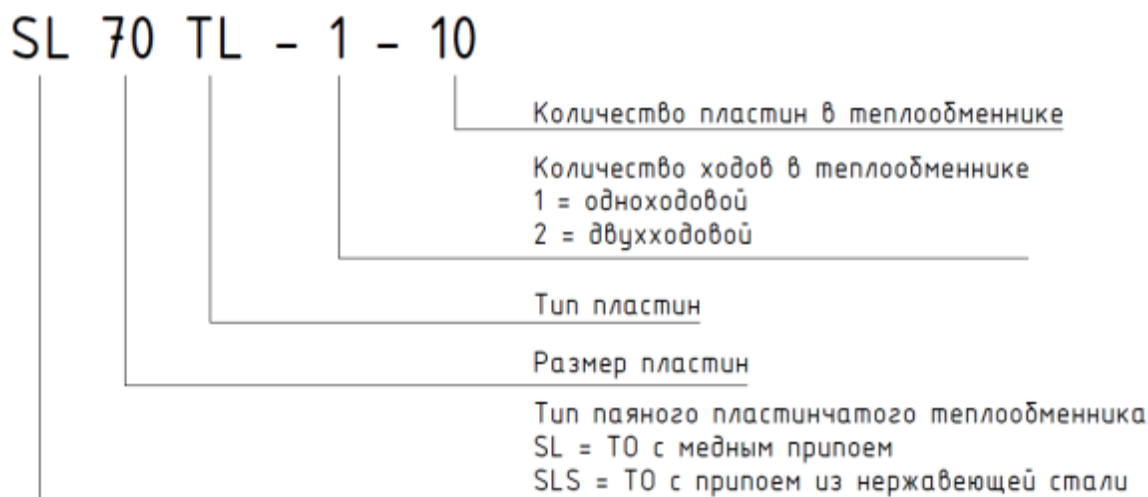 SL 70 TL - 1 - 10
Количество пластин в теплообменнике
Количество ходов в теплообменнике
1 = одноходовой
2 = двухходовой
Тип пластин
Размер пластин
Тип паяного пластинчатого теплообменника
SL = ТО с медным припоем
SLS = ТО с припоем из нержавеющей стали